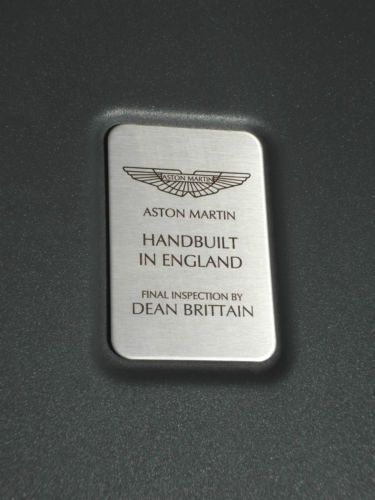 ASTON MARTIN
ASTON MARTIN
HANDBUILT
IN ENGLAND
FINAL INSPECTION BY
DEAN BRITTAIN